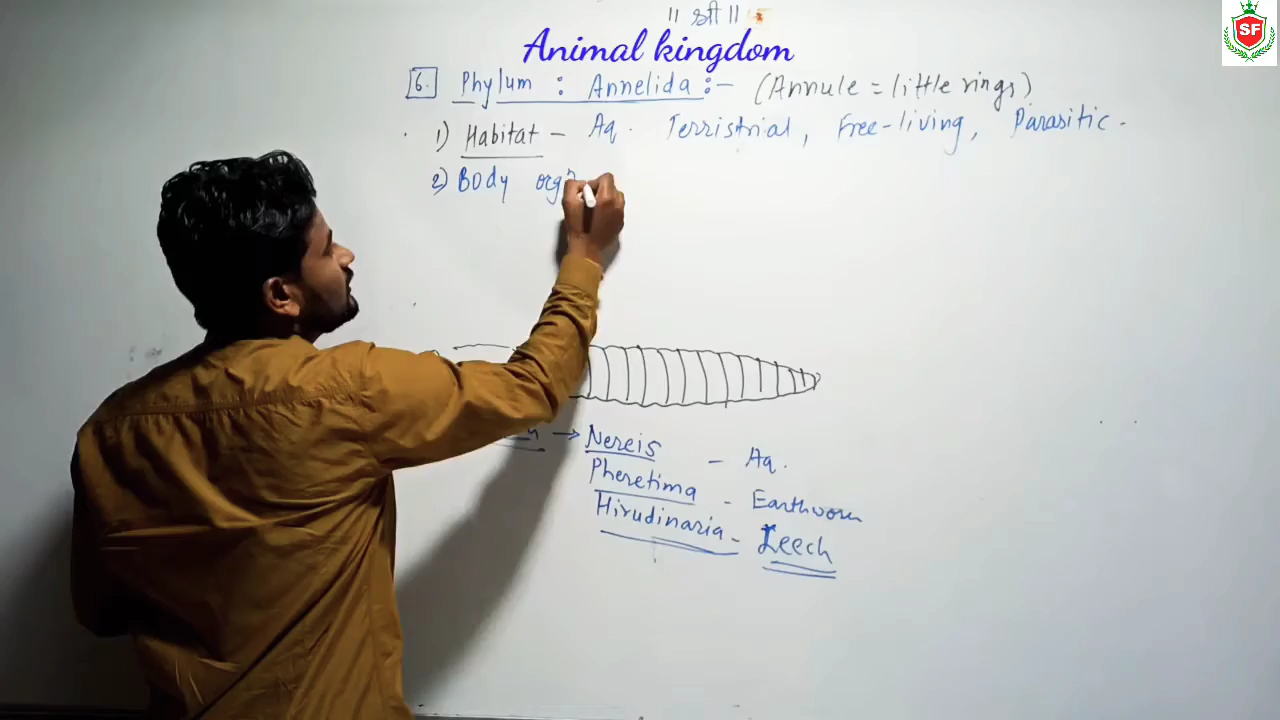 ॥ श्री ॥
SF
Animal kingdom
6. Phylum : Annelida :- (Annule = little rings)
1) Habitat - Aq. Terristrial, Free-living, Parasitic.
2) Body orgn
→ Nereis - Aq.
Pheretima - Earthworm
Hirudinaria - Leech